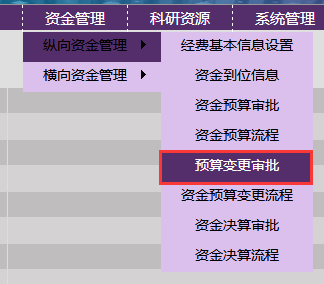 资金管理 科研资源 系统管理
纵向资金管理 经费基本信息设置
横向资金管理 资金到位信息
资金预算审批
资金预算流程
预算变更审批
资金预算变更流程
资金决算审批
资金决算流程